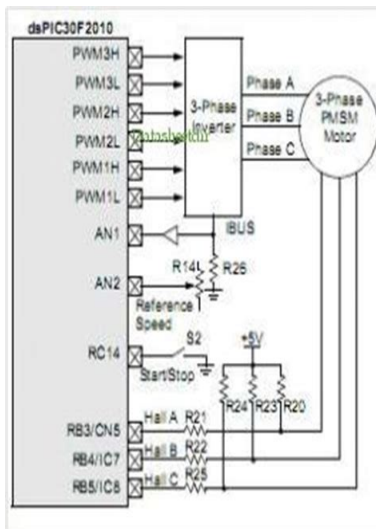 dsPIC30F2010
PWM3H
PWM3L
PWM2H
PWM2L
PWM1H
PWM1L
AN1
AN2
RC14
RB3/CN5
RB4/IC7
RB5/IC8
3-Phase
Inverter
IBUS
Phase A
Phase B
Phase C
3-Phase
PMSM
Motor
R14
R26
Reference
Speed
S2
Start/Stop
+5V
R24
R23
R20
Hall A
R21
Hall B
R22
Hall C
R25